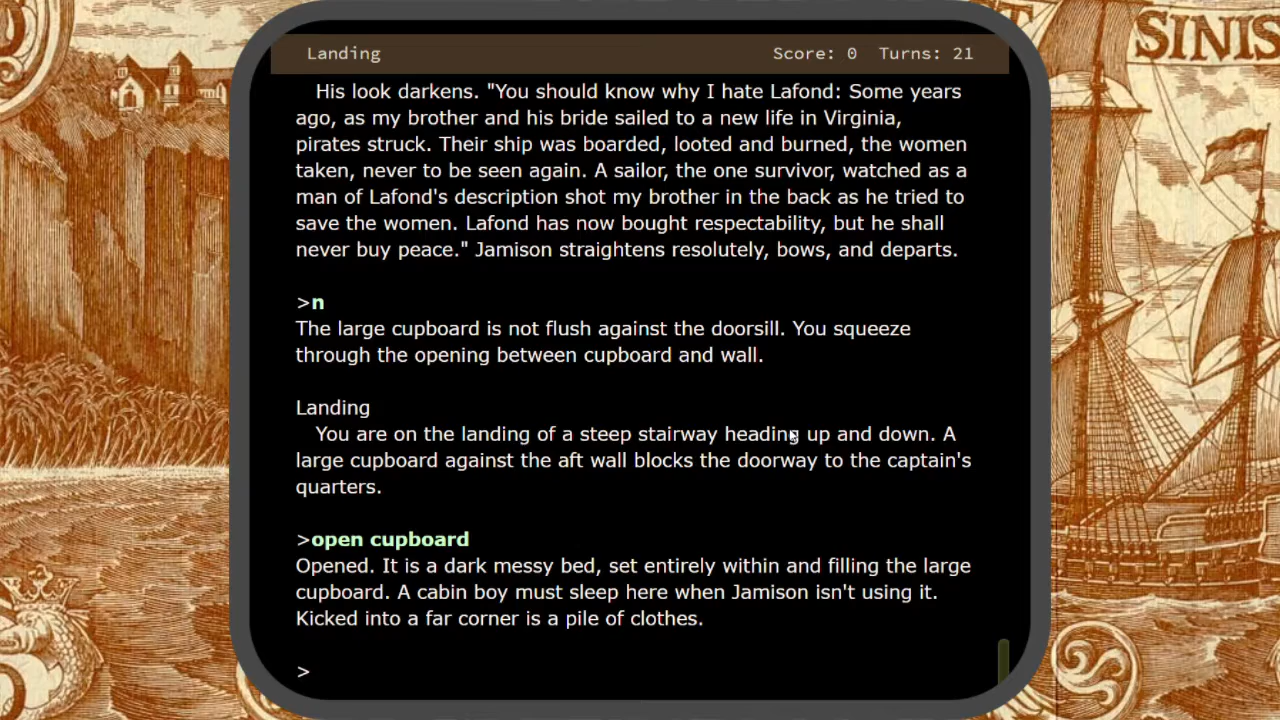 SINIS
Landing Score: 0 Turns: 21
His look darkens. "You should know why I hate Lafond: Some years
ago, as my brother and his bride sailed to a new life in Virginia,
pirates struck. Their ship was boarded, looted and burned, the women
taken, never to be seen again. A sailor, the one survivor, watched as a
man of Lafond's description shot my brother in the back as he tried to
save the women. Lafond has now bought respectability, but he shall
never buy peace." Jamison straightens resolutely, bows, and departs.
>n
The large cupboard is not flush against the doorsill. You squeeze
through the opening between cupboard and wall.
Landing
You are on the landing of a steep stairway heading up and down. A
large cupboard against the aft wall blocks the doorway to the captain's
quarters.
>open cupboard
Opened. It is a dark messy bed, set entirely within and filling the large
cupboard. A cabin boy must sleep here when Jamison isn't using it.
Kicked into a far corner is a pile of clothes.
>